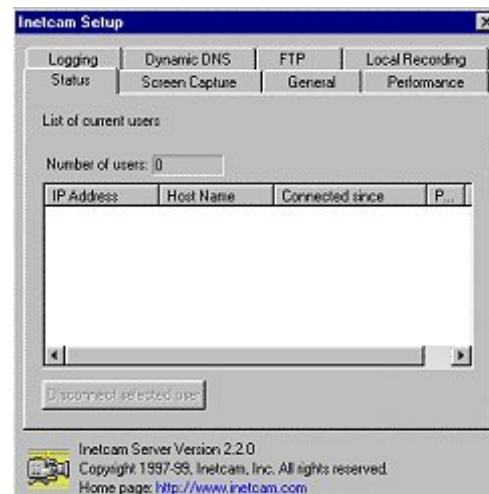 Inetcam Setup
Logging Dynamic DNS FTP Local Recording
Status Screen Capture General Performance
List of current users
Number of users: 0
IP Address Host Name Connected since P...
Disconnect selected user
Inetcam Server Version 2.2.0
Copyright 1997-99, Inetcam, Inc. All rights reserved.
Home page: http://www.inetcam.com